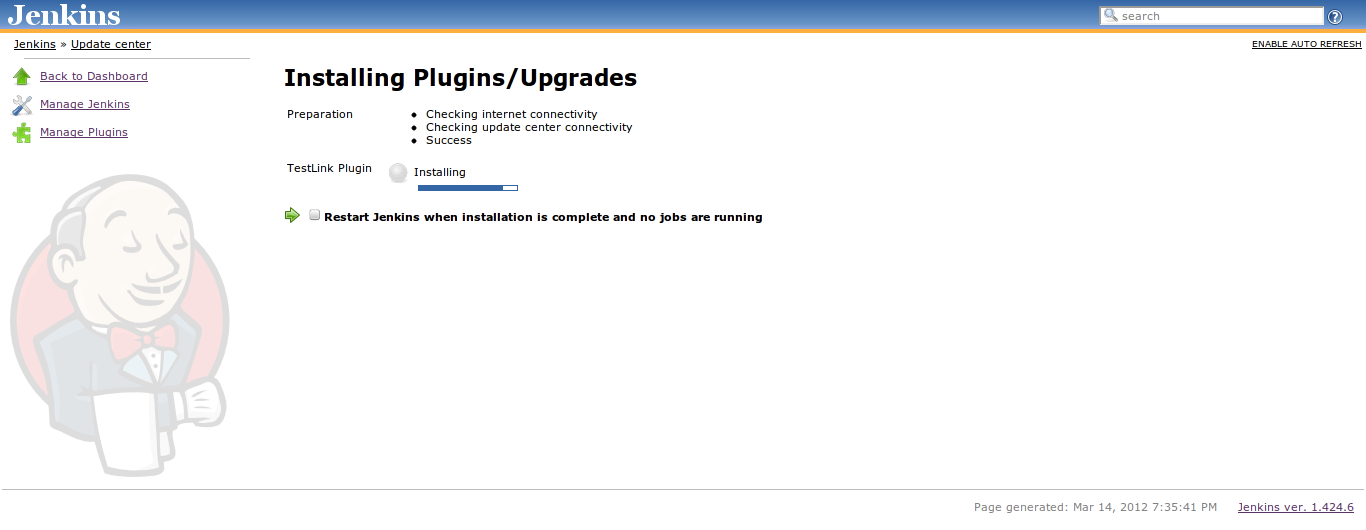 Jenkins
search
Jenkins » Update center
ENABLE AUTO REFRESH
Back to Dashboard
Manage Jenkins
Manage Plugins
Installing Plugins/Upgrades
Preparation
• Checking internet connectivity
• Checking update center connectivity
• Success
TestLink Plugin
Installing
Restart Jenkins when installation is complete and no jobs are running
Page generated: Mar 14, 2012 7:35:41 PM
Jenkins ver. 1.424.6